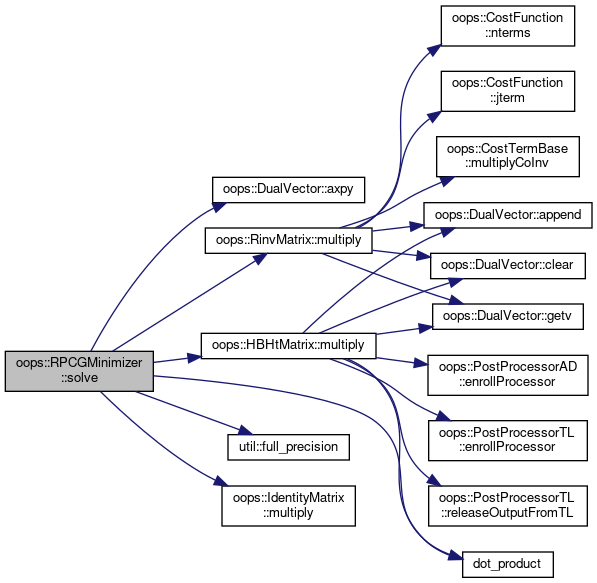 oops::CostFunction
::nterms
oops::CostFunction
::jterm
oops::CostTermBase
::multiplyCoInv
oops::DualVector::axpy
oops::DualVector::append
oops::RinvMatrix::multiply
oops::DualVector::clear
oops::DualVector::getv
oops::HBHtMatrix::multiply
oops::RPCGMinimizer
::solve
oops::PostProcessorAD
::enrollProcessor
util::full_precision
oops::PostProcessorTL
::enrollProcessor
oops::IdentityMatrix
::multiply
oops::PostProcessorTL
::releaseOutputFromTL
dot_product